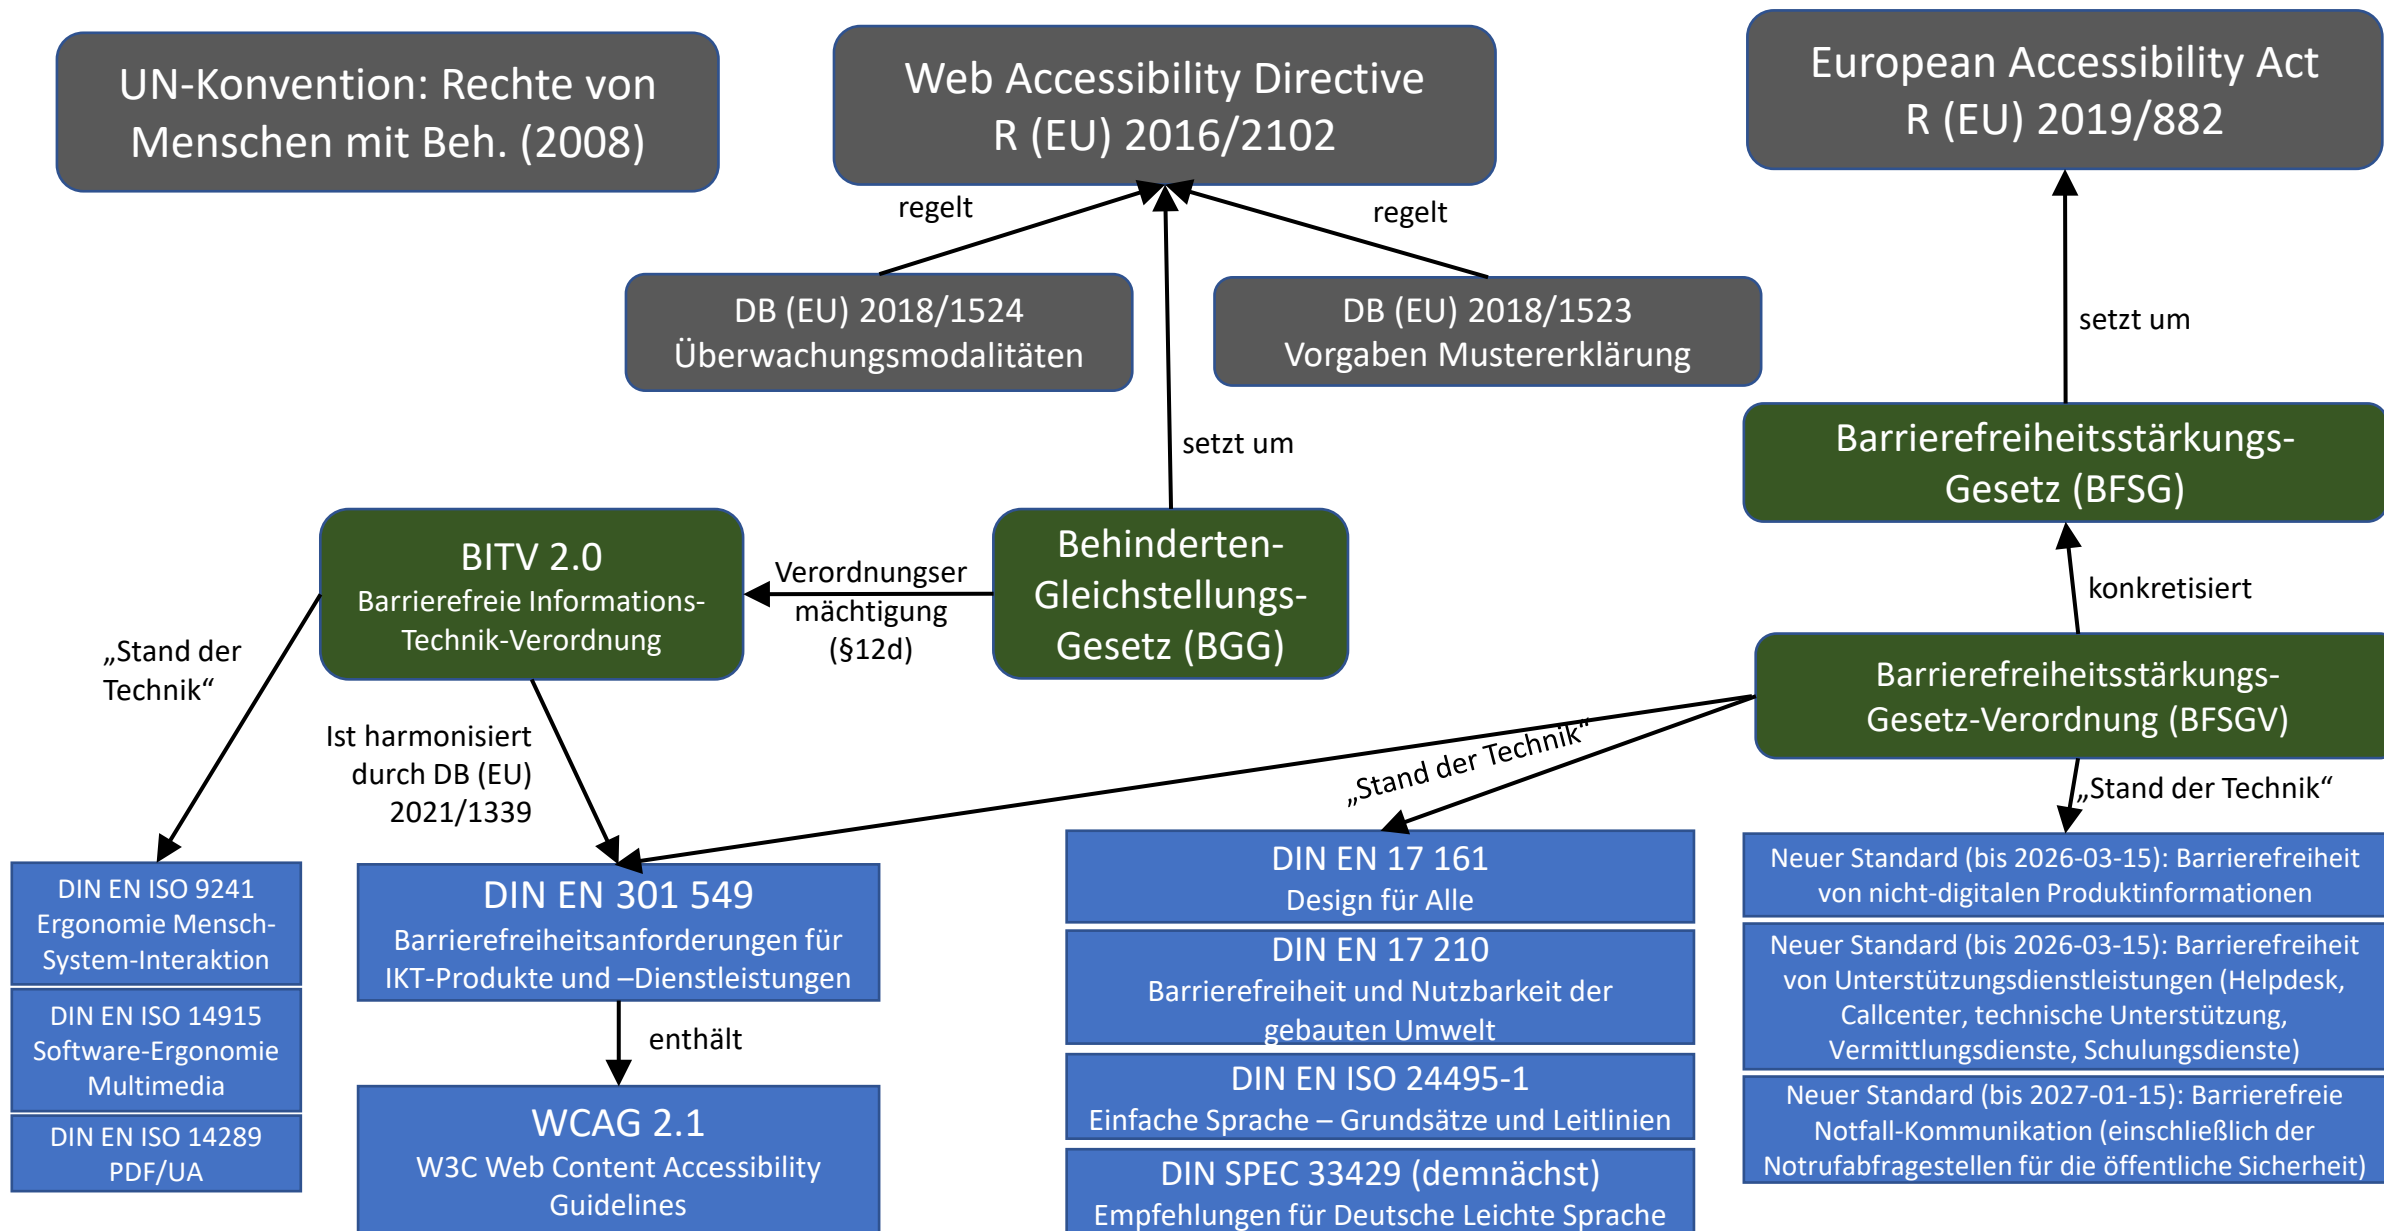 UN-Konvention: Rechte von
Menschen mit Beh. (2008)
Web Accessibility Directive
R (EU) 2016/2102
European Accessibility Act
R (EU) 2019/882
regelt
regelt
DB (EU) 2018/1524
Überwachungsmodalitäten
DB (EU) 2018/1523
Vorgaben Mustererklärung
setzt um
setzt um
Barrierefreiheitsstärkungs-
Gesetz (BFSG)
BITV 2.0
Barrierefreie Informations-
Technik-Verordnung
Verordnungser
mächtigung
(§12d)
Behinderten-
Gleichstellungs-
Gesetz (BGG)
konkretisiert
Barrierefreiheitsstärkungs-
Gesetz-Verordnung (BFSGV)
„Stand der
Technik“
Ist harmonisiert
durch DB (EU)
2021/1339
„Stand der Technik“
„Stand der Technik“
DIN EN ISO 9241
Ergonomie Mensch-
System-Interaktion
DIN EN ISO 14915
Software-Ergonomie
Multimedia
DIN EN ISO 14289
PDF/UA
DIN EN 301 549
Barrierefreiheitsanforderungen für
IKT-Produkte und –Dienstleistungen
enthält
WCAG 2.1
W3C Web Content Accessibility
Guidelines
DIN EN 17 161
Design für Alle
DIN EN 17 210
Barrierefreiheit und Nutzbarkeit der
gebauten Umwelt
DIN EN ISO 24495-1
Einfache Sprache – Grundsätze und Leitlinien
DIN SPEC 33429 (demnächst)
Empfehlungen für Deutsche Leichte Sprache
Neuer Standard (bis 2026-03-15): Barrierefreiheit
von nicht-digitalen Produktinformationen
Neuer Standard (bis 2026-03-15): Barrierefreiheit
von Unterstützungsdienstleistungen (Helpdesk,
Callcenter, technische Unterstützung,
Vermittlungsdienste, Schulungsdienste)
Neuer Standard (bis 2027-01-15): Barrierefreie
Notfall-Kommunikation (einschließlich der
Notrufabfragestellen für die öffentliche Sicherheit)